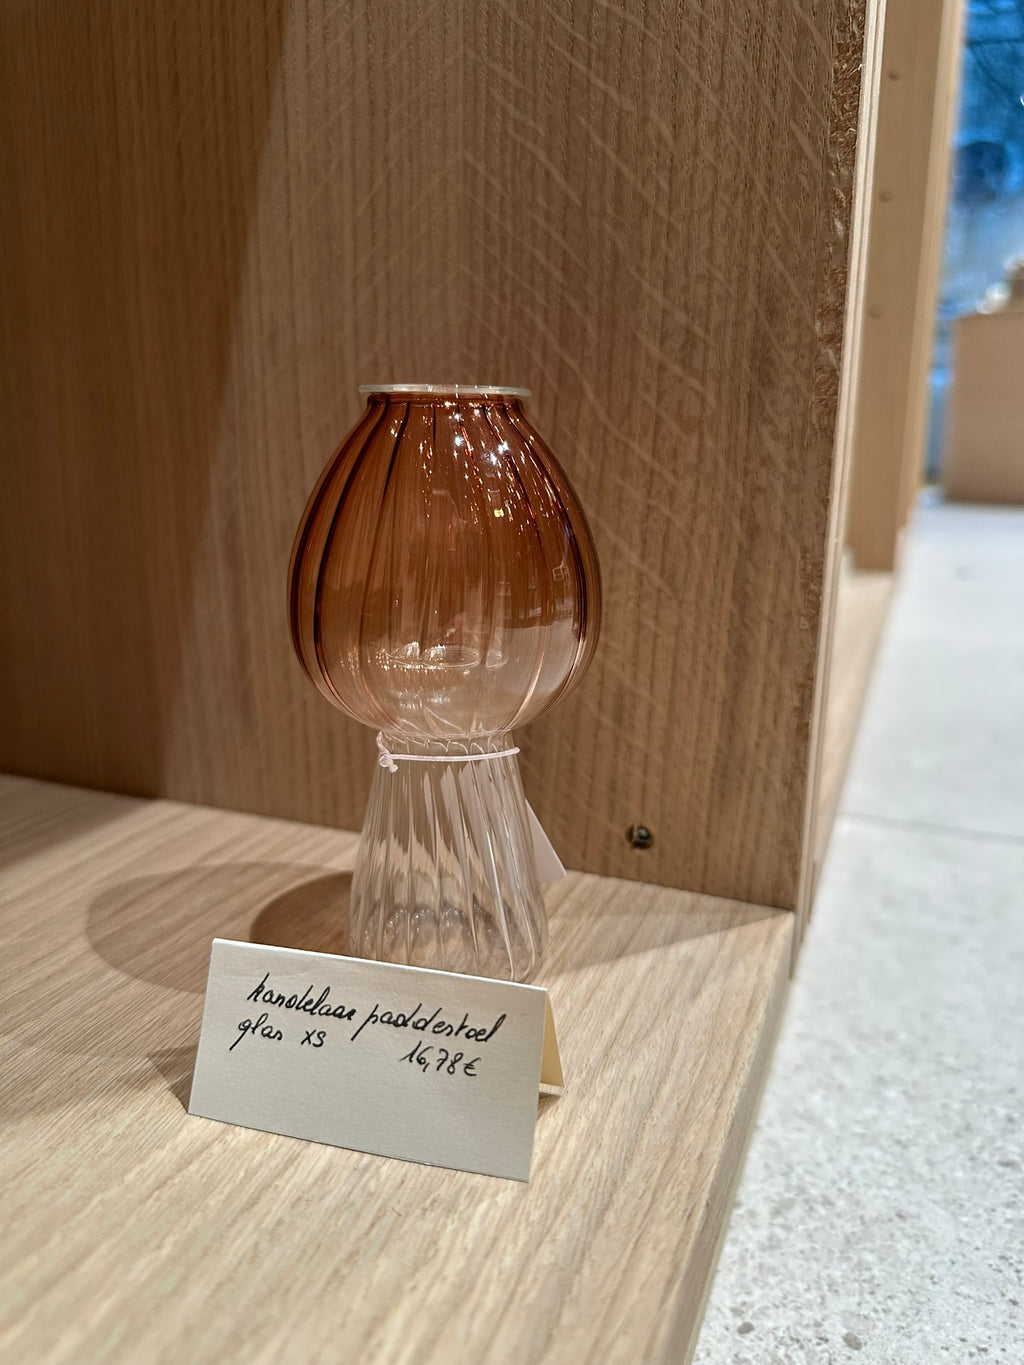 kandelaar paddestoel
glas xs 16,78€